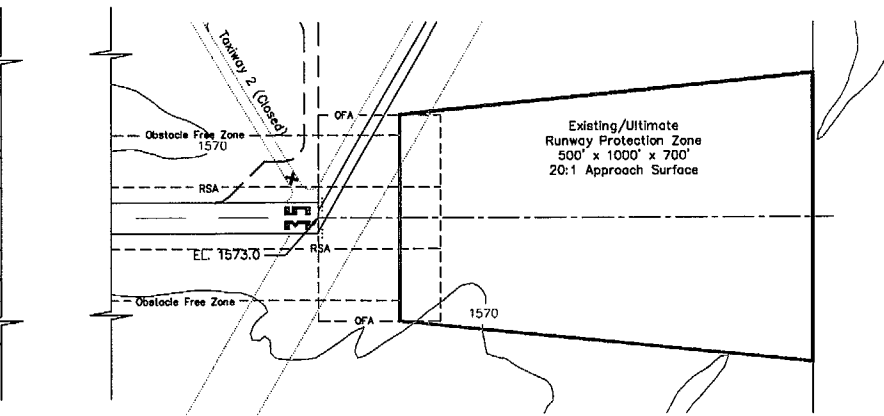 Taxiway 2 (Closed)
OFA
Obstacle Free Zone
1570
RSA
Existing/Ultimate
Runway Protection Zone
500' x 1000' x 700'
20:1 Approach Surface
RSA
EL. 1573.0
Obstacle Free Zone
OFA
1570